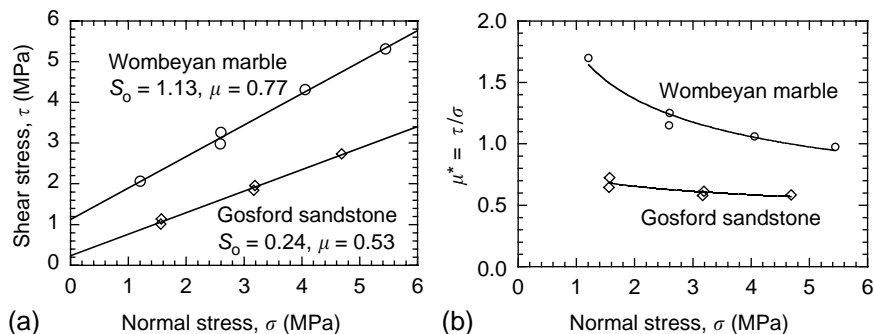 6
5
4
3
2
1
0
Shear stress, τ (MPa)
Wombeyan marble
S₀ = 1.13, μ = 0.77
Gosford sandstone
S₀ = 0.24, μ = 0.53
0 1 2 3 4 5 6
(a) Normal stress, σ (MPa)
2.0
1.5
1.0
0.5
0.0
μ* = τ/σ
Wombeyan marble
Gosford sandstone
0 1 2 3 4 5 6
(b) Normal stress, σ (MPa)